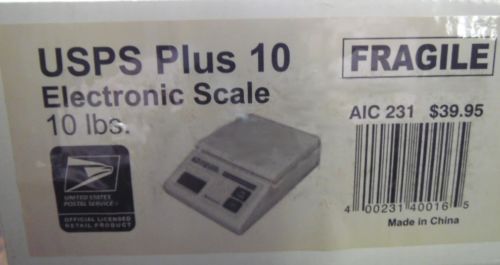 USPS Plus 10
Electronic Scale
10 lbs.
UNITED STATES
POSTAL SERVICE
OFFICIAL LICENSED
RETAIL PRODUCT
FRAGILE
AIC 231 $39.95
4 00231 40016 5
Made in China